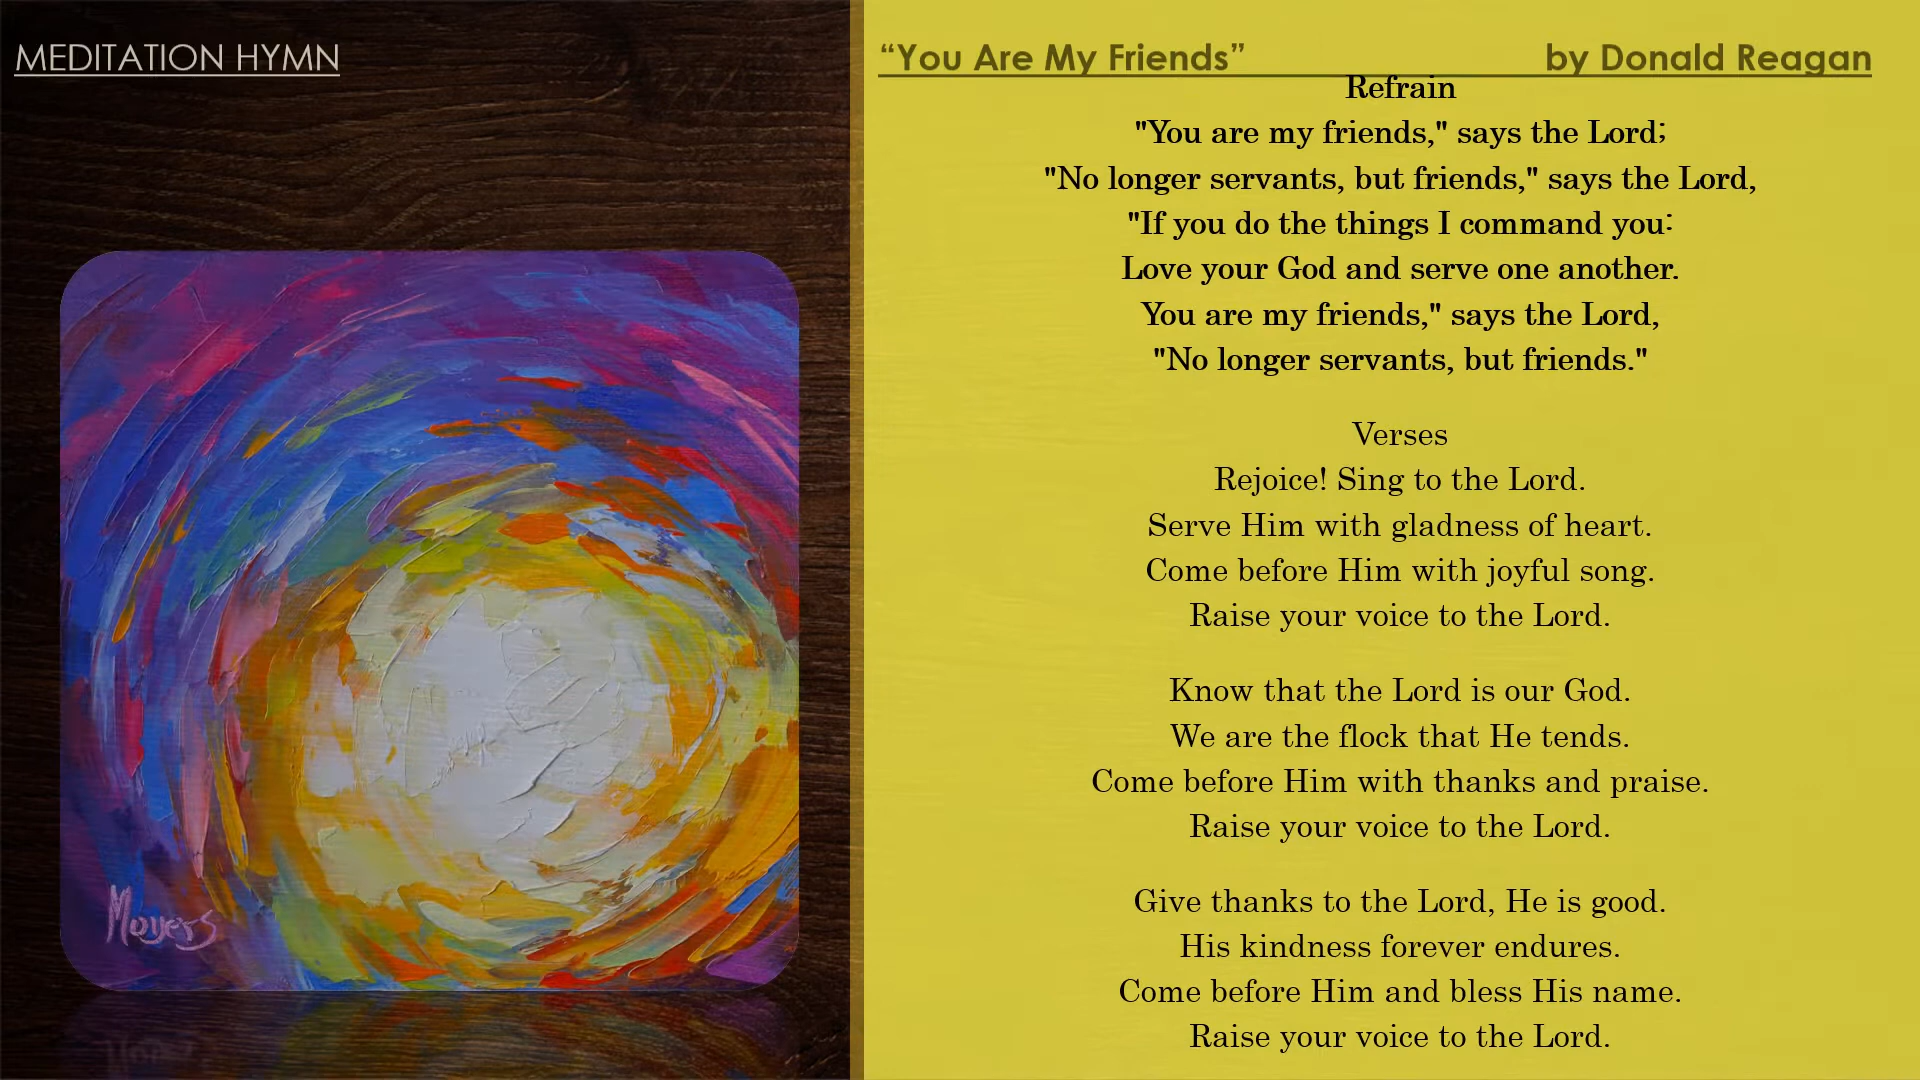 MEDITATION HYMN
“You Are My Friends” by Donald Reagan
Refrain
"You are my friends," says the Lord;
"No longer servants, but friends," says the Lord,
"If you do the things I command you:
Love your God and serve one another.
You are my friends," says the Lord,
"No longer servants, but friends."
Verses
Rejoice! Sing to the Lord.
Serve Him with gladness of heart.
Come before Him with joyful song.
Raise your voice to the Lord.
Know that the Lord is our God.
We are the flock that He tends.
Come before Him with thanks and praise.
Raise your voice to the Lord.
Give thanks to the Lord, He is good.
His kindness forever endures.
Come before Him and bless His name.
Raise your voice to the Lord.
Moyers